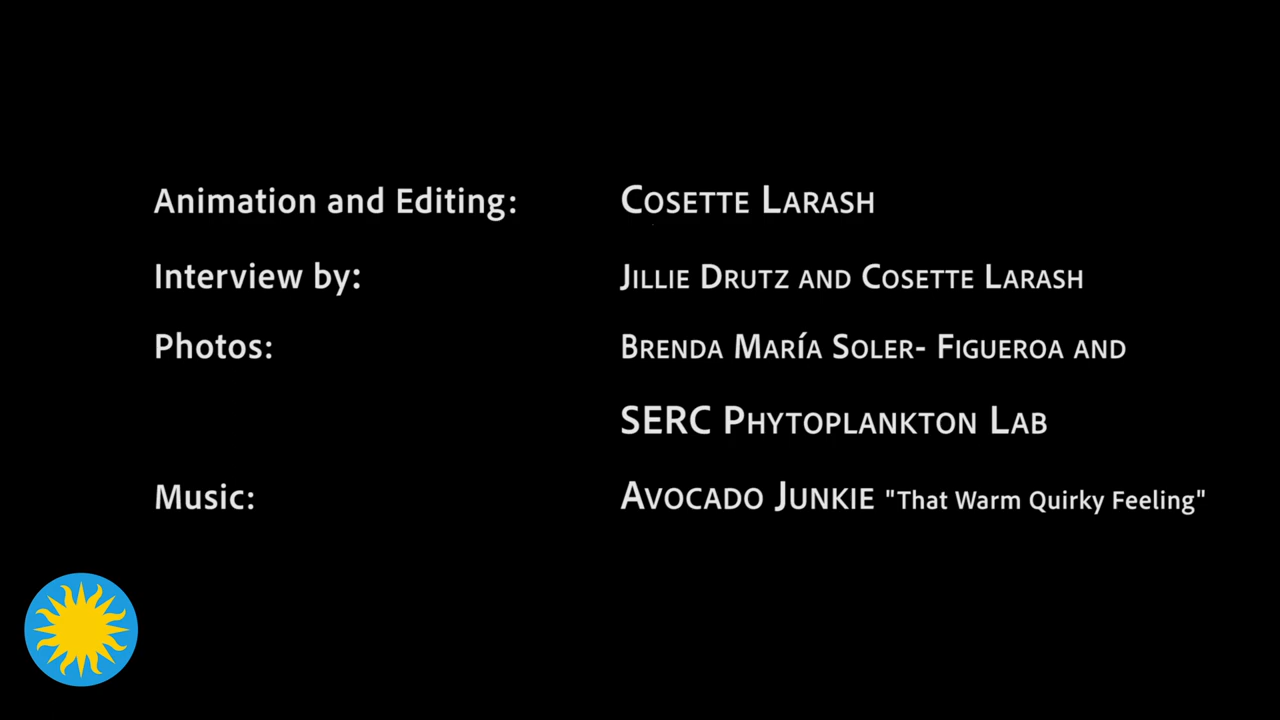 Animation and Editing: Cosette Larash
Interview by: Jillie Drutz and Cosette Larash
Photos: Brenda María Soler- Figueroa and
SERC Phytoplankton Lab
Music: Avocado Junkie "That Warm Quirky Feeling"